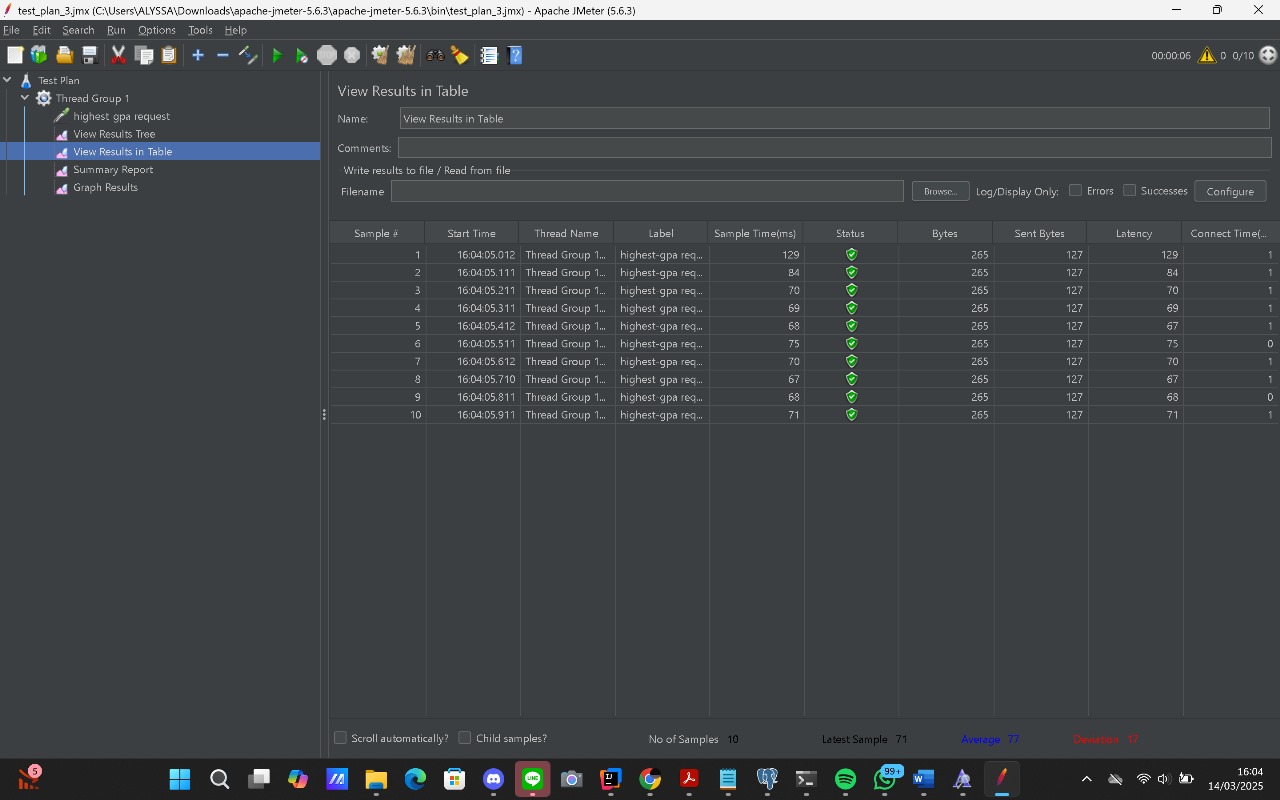 test_plan_3.jmx (C:\Users\ALYSSA\Downloads\apache-jmeter-5.6.3\apache-jmeter-5.6.3\bin\test_plan_3.jmx) - Apache JMeter (5.6.3)
File Edit Search Run Options Tools Help
00:00:06 0 0/10
Test Plan
Thread Group 1
highest gpa request
View Results Tree
View Results in Table
Summary Report
Graph Results
View Results in Table
Name: View Results in Table
Comments:
Write results to file / Read from file
Filename Browse... Log/Display Only: Errors Successes Configure
Sample # Start Time Thread Name Label Sample Time(ms) Status Bytes Sent Bytes Latency Connect Time(...
1 16:04:05.012 Thread Group 1... highest-gpa req... 129 265 127 129 1
2 16:04:05.111 Thread Group 1... highest-gpa req... 84 265 127 84 1
3 16:04:05.211 Thread Group 1... highest-gpa req... 70 265 127 70 1
4 16:04:05.311 Thread Group 1... highest-gpa req... 69 265 127 69 1
5 16:04:05.412 Thread Group 1... highest-gpa req... 68 265 127 67 1
6 16:04:05.511 Thread Group 1... highest-gpa req... 75 265 127 75 0
7 16:04:05.612 Thread Group 1... highest-gpa req... 70 265 127 70 1
8 16:04:05.710 Thread Group 1... highest-gpa req... 67 265 127 67 1
9 16:04:05.811 Thread Group 1... highest-gpa req... 68 265 127 68 0
10 16:04:05.911 Thread Group 1... highest-gpa req... 71 265 127 71 1
Scroll automatically? Child samples? No of Samples 10 Latest Sample 71 Average 77 Deviation 17
5 LINE 99+ 16:04
14/03/2025